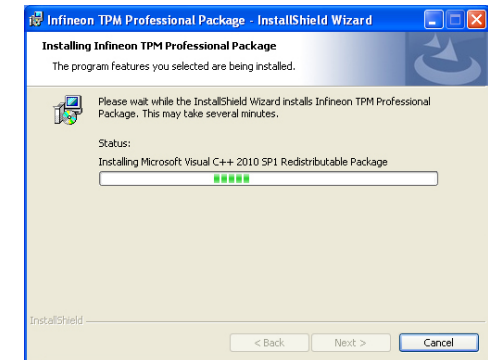 Infineon TPM Professional Package - InstallShield Wizard
Installing Infineon TPM Professional Package
The program features you selected are being installed.
Please wait while the InstallShield Wizard installs Infineon TPM Professional
Package. This may take several minutes.
Status:
Installing Microsoft Visual C++ 2010 SP1 Redistributable Package
InstallShield
< Back
Next >
Cancel